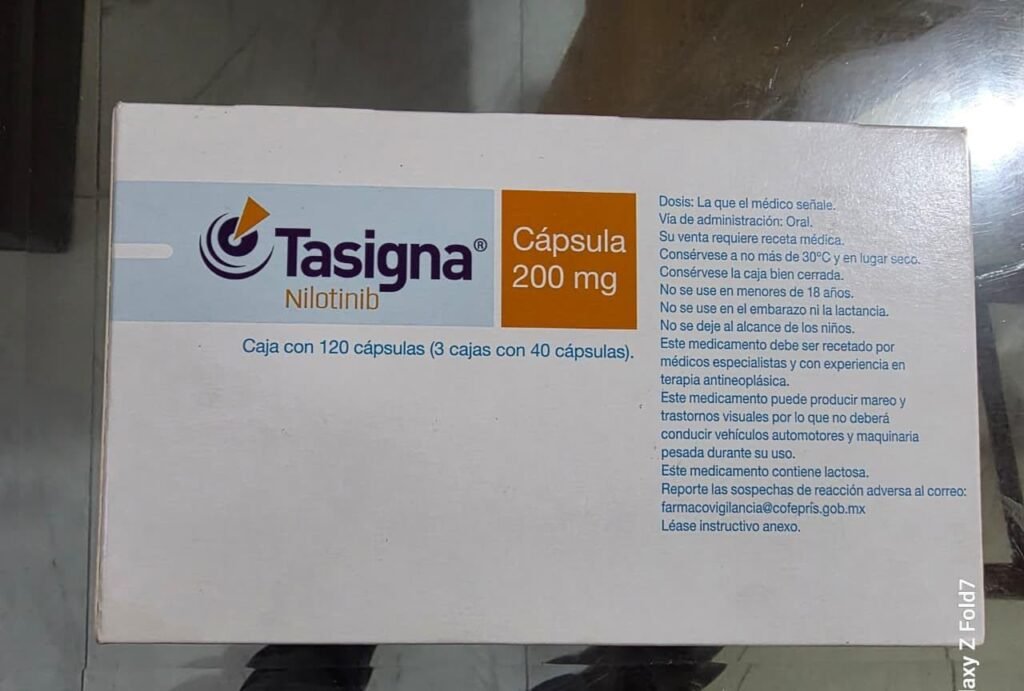 Tasigna®
Nilotinib
Cápsula
200 mg
Caja con 120 cápsulas (3 cajas con 40 cápsulas).
Dosis: La que el médico señale.
Vía de administración: Oral.
Su venta requiere receta médica.
Consérvese a no más de 30°C y en lugar seco.
Consérvese la caja bien cerrada.
No se use en menores de 18 años.
No se use en el embarazo ni la lactancia.
No se deje al alcance de los niños.
Este medicamento debe ser recetado por
médicos especialistas y con experiencia en
terapia antineoplásica.
Este medicamento puede producir mareo y
trastornos visuales por lo que no deberá
conducir vehículos automotores y maquinaria
pesada durante su uso.
Este medicamento contiene lactosa.
Reporte las sospechas de reacción adversa al correo:
farmacovigilancia@cofepris.gob.mx
Léase instructivo anexo.
axy Z Fold7